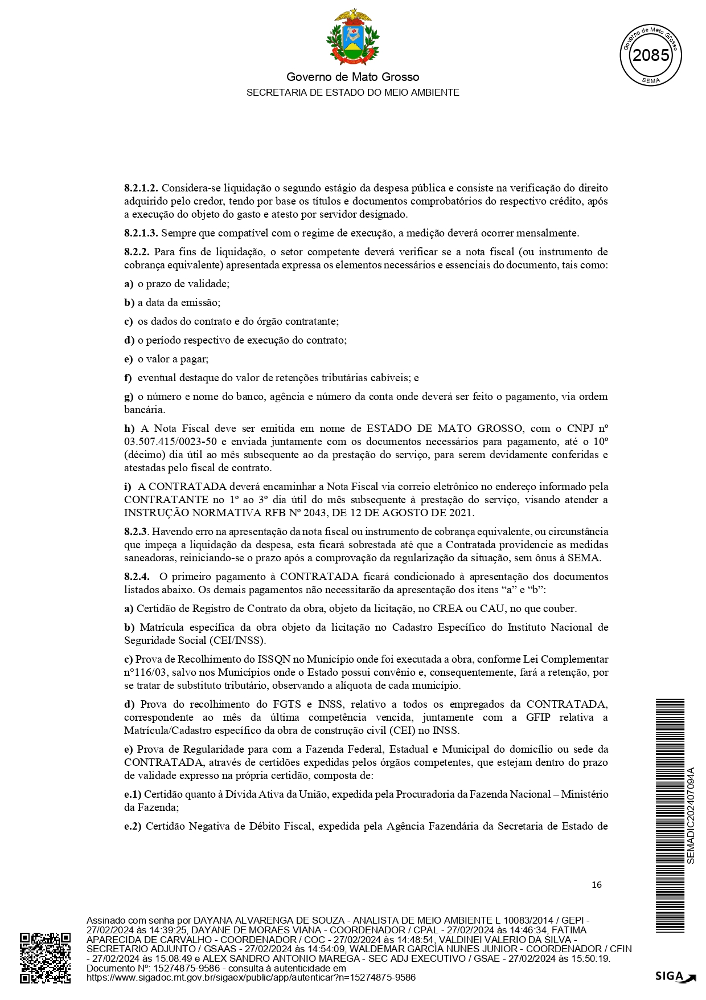 Governo de Mato Grosso
SECRETARIA DE ESTADO DO MEIO AMBIENTE
Governo de Mato Grosso
2085
SEMA
8.2.1.2. Considera-se liquidação o segundo estágio da despesa pública e consiste na verificação do direito
adquirido pelo credor, tendo por base os títulos e documentos comprobatórios do respectivo crédito, após
a execução do objeto do gasto e atesto por servidor designado.
8.2.1.3. Sempre que compatível com o regime de execução, a medição deverá ocorrer mensalmente.
8.2.2. Para fins de liquidação, o setor competente deverá verificar se a nota fiscal (ou instrumento de
cobrança equivalente) apresentada expressa os elementos necessários e essenciais do documento, tais como:
a) o prazo de validade;
b) a data da emissão;
c) os dados do contrato e do órgão contratante;
d) o período respectivo de execução do contrato;
e) o valor a pagar;
f) eventual destaque do valor de retenções tributárias cabíveis; e
g) o número e nome do banco, agência e número da conta onde deverá ser feito o pagamento, via ordem
bancária.
h) A Nota Fiscal deve ser emitida em nome de ESTADO DE MATO GROSSO, com o CNPJ nº
03.507.415/0023-50 e enviada juntamente com os documentos necessários para pagamento, até o 10º
(décimo) dia útil ao mês subsequente ao da prestação do serviço, para serem devidamente conferidas e
atestadas pelo fiscal de contrato.
i) A CONTRATADA deverá encaminhar a Nota Fiscal via correio eletrônico no endereço informado pela
CONTRATANTE no 1º ao 3º dia útil do mês subsequente à prestação do serviço, visando atender a
INSTRUÇÃO NORMATIVA RFB Nº 2043, DE 12 DE AGOSTO DE 2021.
8.2.3. Havendo erro na apresentação da nota fiscal ou instrumento de cobrança equivalente, ou circunstância
que impeça a liquidação da despesa, esta ficará sobrestada até que a Contratada providencie as medidas
saneadoras, reiniciando-se o prazo após a comprovação da regularização da situação, sem ônus à SEMA.
8.2.4. O primeiro pagamento à CONTRATADA ficará condicionado à apresentação dos documentos
listados abaixo. Os demais pagamentos não necessitarão da apresentação dos itens “a” e “b”:
a) Certidão de Registro de Contrato da obra, objeto da licitação, no CREA ou CAU, no que couber.
b) Matrícula específica da obra objeto da licitação no Cadastro Específico do Instituto Nacional de
Seguridade Social (CEI/INSS).
c) Prova de Recolhimento do ISSQN no Município onde foi executada a obra, conforme Lei Complementar
n°116/03, salvo nos Municípios onde o Estado possui convênio e, consequentemente, fará a retenção, por
se tratar de substituto tributário, observando a alíquota de cada município.
d) Prova do recolhimento do FGTS e INSS, relativo a todos os empregados da CONTRATADA,
correspondente ao mês da última competência vencida, juntamente com a GFIP relativa a
Matrícula/Cadastro específico da obra de construção civil (CEI) no INSS.
e) Prova de Regularidade para com a Fazenda Federal, Estadual e Municipal do domicílio ou sede da
CONTRATADA, através de certidões expedidas pelos órgãos competentes, que estejam dentro do prazo
de validade expresso na própria certidão, composta de:
e.1) Certidão quanto à Dívida Ativa da União, expedida pela Procuradoria da Fazenda Nacional – Ministério
da Fazenda;
e.2) Certidão Negativa de Débito Fiscal, expedida pela Agência Fazendária da Secretaria de Estado de
16
SEMADIC202407094A
Assinado com senha por DAYANA ALVARENGA DE SOUZA - ANALISTA DE MEIO AMBIENTE L 10083/2014 / GEPI -
27/02/2024 às 14:39:25, DAYANE DE MORAES VIANA - COORDENADOR / CPAL - 27/02/2024 às 14:46:34, FATIMA
APARECIDA DE CARVALHO - COORDENADOR / COC - 27/02/2024 às 14:48:54, VALDINEI VALERIO DA SILVA -
SECRETARIO ADJUNTO / GSAAS - 27/02/2024 às 14:54:09, WALDEMAR GARCIA NUNES JUNIOR - COORDENADOR / CFIN
- 27/02/2024 às 15:08:49 e ALEX SANDRO ANTONIO MAREGA - SEC ADJ EXECUTIVO / GSAE - 27/02/2024 às 15:50:19.
Documento Nº: 15274875-9586 - consulta à autenticidade em
https://www.sigadoc.mt.gov.br/sigaex/public/app/autenticar?n=15274875-9586
SIGA